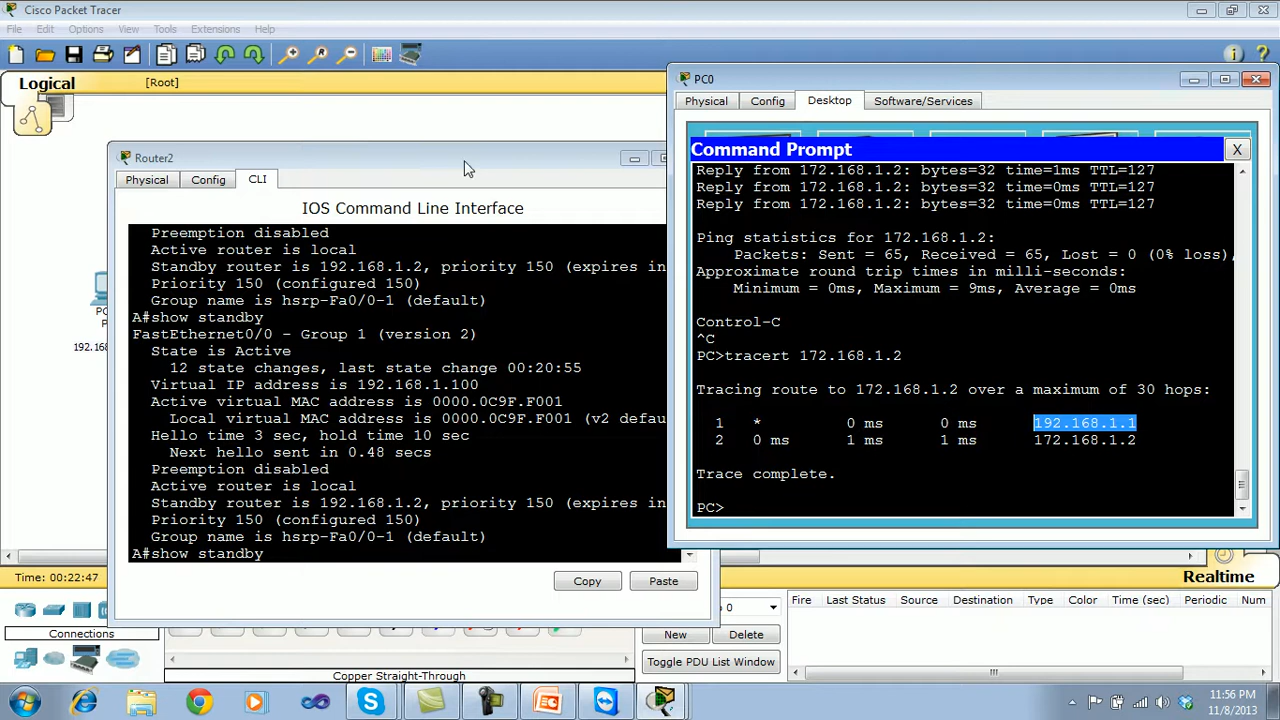 Cisco Packet Tracer
File Edit Options View Tools Extensions Help
Logical
[Root]
PC
P
192.168
Router2
Physical Config CLI
IOS Command Line Interface
Preemption disabled
Active router is local
Standby router is 192.168.1.2, priority 150 (expires in
Priority 150 (configured 150)
Group name is hsrp-Fa0/0-1 (default)
A#show standby
FastEthernet0/0 - Group 1 (version 2)
State is Active
12 state changes, last state change 00:20:55
Virtual IP address is 192.168.1.100
Active virtual MAC address is 0000.0C9F.F001
Local virtual MAC address is 0000.0C9F.F001 (v2 defau
Hello time 3 sec, hold time 10 sec
Next hello sent in 0.48 secs
Preemption disabled
Active router is local
Standby router is 192.168.1.2, priority 150 (expires in
Priority 150 (configured 150)
Group name is hsrp-Fa0/0-1 (default)
A#show standby
Copy Paste
PC0
Physical Config Desktop Software/Services
Command Prompt X
Reply from 172.168.1.2: bytes=32 time=1ms TTL=127
Reply from 172.168.1.2: bytes=32 time=0ms TTL=127
Reply from 172.168.1.2: bytes=32 time=0ms TTL=127
Ping statistics for 172.168.1.2:
Packets: Sent = 65, Received = 65, Lost = 0 (0% loss),
Approximate round trip times in milli-seconds:
Minimum = 0ms, Maximum = 9ms, Average = 0ms
Control-C
^C
PC>tracert 172.168.1.2
Tracing route to 172.168.1.2 over a maximum of 30 hops:
1 * 0 ms 0 ms 192.168.1.1
2 0 ms 1 ms 1 ms 172.168.1.2
Trace complete.
PC>
Time: 00:22:47
Realtime
Connections
Copper Straight-Through
0
New Delete
Toggle PDU List Window
Fire Last Status Source Destination Type Color Time (sec) Periodic Num
11:56 PM
11/8/2013